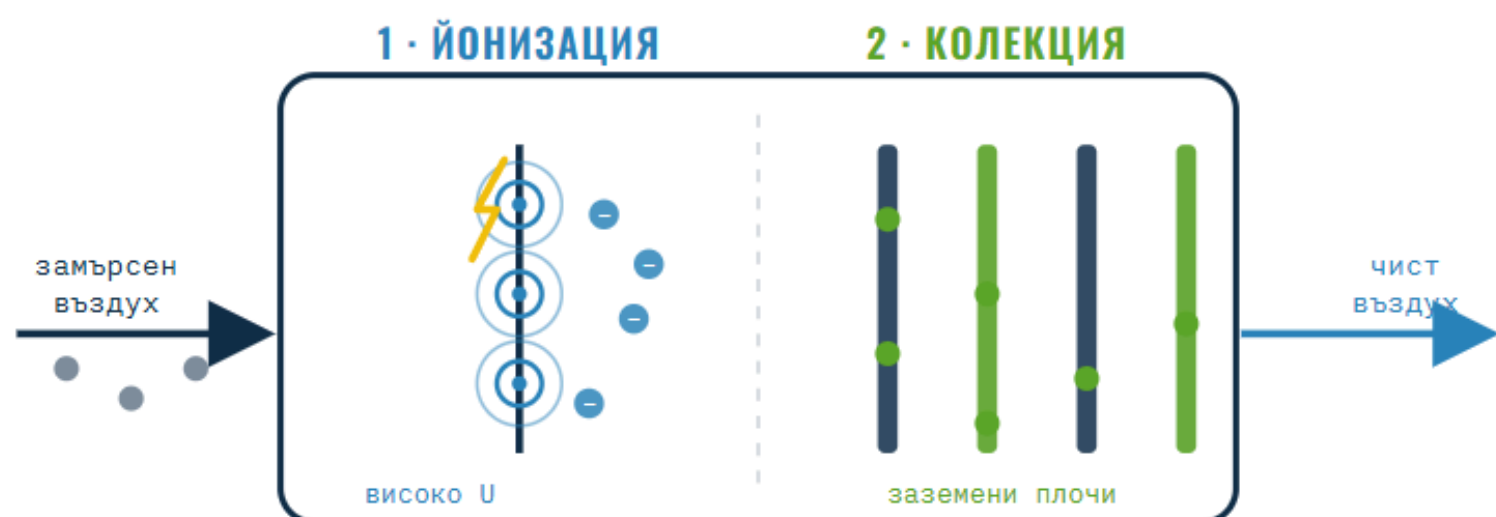 1 · ЙОНИЗАЦИЯ
2 · КОЛЕКЦИЯ
замърсен
въздух
–
–
–
–
чист
въздух
високо U
заземени плочи